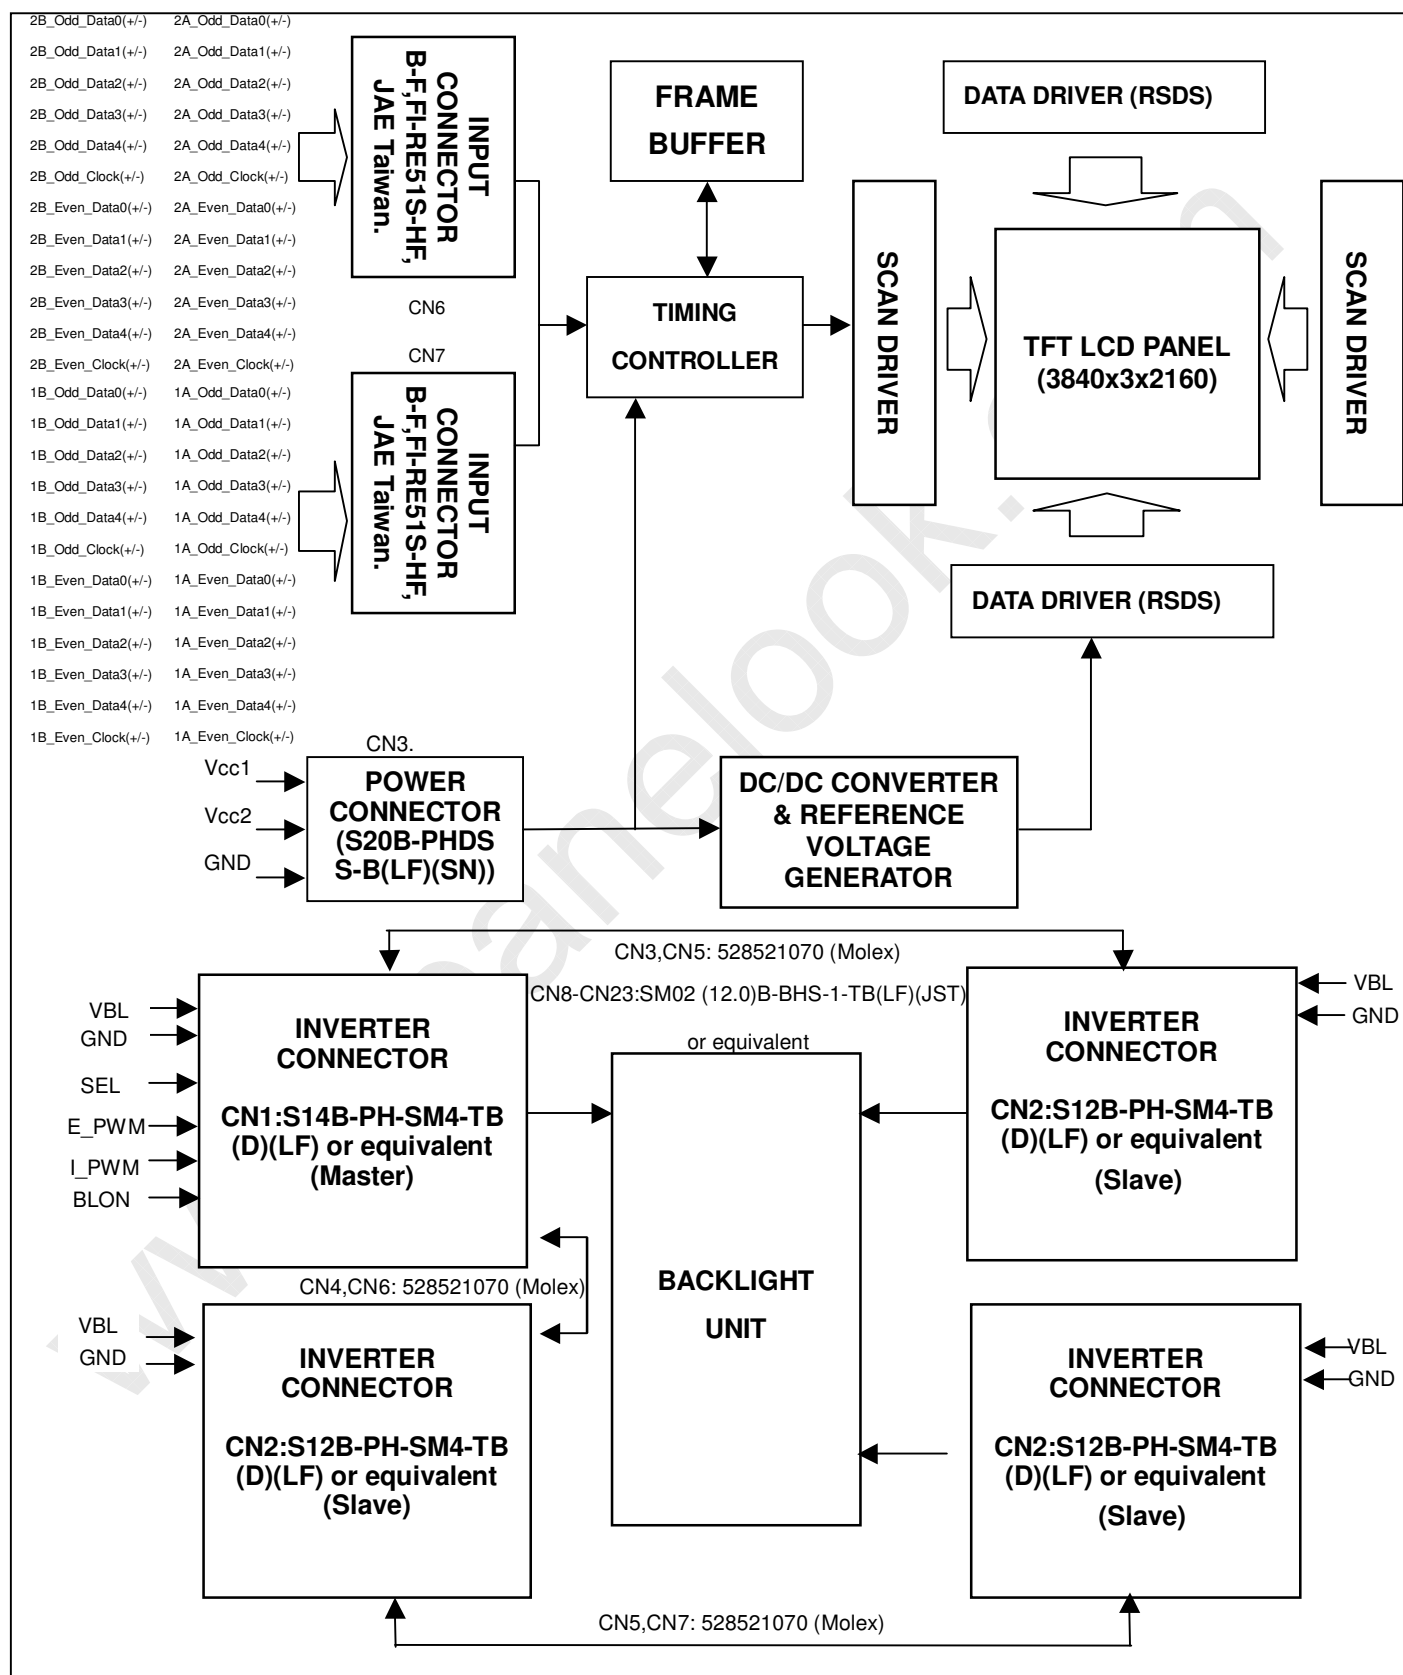 2B_Odd_Data0(+/-) 2A_Odd_Data0(+/-)
2B_Odd_Data1(+/-) 2A_Odd_Data1(+/-)
2B_Odd_Data2(+/-) 2A_Odd_Data2(+/-)
2B_Odd_Data3(+/-) 2A_Odd_Data3(+/-)
2B_Odd_Data4(+/-) 2A_Odd_Data4(+/-)
2B_Odd_Clock(+/-) 2A_Odd_Clock(+/-)
2B_Even_Data0(+/-) 2A_Even_Data0(+/-)
2B_Even_Data1(+/-) 2A_Even_Data1(+/-)
2B_Even_Data2(+/-) 2A_Even_Data2(+/-)
2B_Even_Data3(+/-) 2A_Even_Data3(+/-)
2B_Even_Data4(+/-) 2A_Even_Data4(+/-)
2B_Even_Clock(+/-) 2A_Even_Clock(+/-)
1B_Odd_Data0(+/-) 1A_Odd_Data0(+/-)
1B_Odd_Data1(+/-) 1A_Odd_Data1(+/-)
1B_Odd_Data2(+/-) 1A_Odd_Data2(+/-)
1B_Odd_Data3(+/-) 1A_Odd_Data3(+/-)
1B_Odd_Data4(+/-) 1A_Odd_Data4(+/-)
1B_Odd_Clock(+/-) 1A_Odd_Clock(+/-)
1B_Even_Data0(+/-) 1A_Even_Data0(+/-)
1B_Even_Data1(+/-) 1A_Even_Data1(+/-)
1B_Even_Data2(+/-) 1A_Even_Data2(+/-)
1B_Even_Data3(+/-) 1A_Even_Data3(+/-)
1B_Even_Data4(+/-) 1A_Even_Data4(+/-)
1B_Even_Clock(+/-) 1A_Even_Clock(+/-)
INPUT
CONNECTOR
B-F,FI-RE51S-HF,
JAE Taiwan.
CN6
CN7
INPUT
CONNECTOR
B-F,FI-RE51S-HF,
JAE Taiwan.
FRAME
BUFFER
TIMING
CONTROLLER
DATA DRIVER (RSDS)
SCAN DRIVER
TFT LCD PANEL
(3840x3x2160)
SCAN DRIVER
DATA DRIVER (RSDS)
Vcc1
Vcc2
GND
CN3.
POWER
CONNECTOR
(S20B-PHDS
S-B(LF)(SN))
DC/DC CONVERTER
& REFERENCE
VOLTAGE
GENERATOR
CN3,CN5: 528521070 (Molex)
CN8-CN23:SM02 (12.0)B-BHS-1-TB(LF)(JST)
or equivalent
VBL
GND
SEL
E_PWM
I_PWM
BLON
INVERTER
CONNECTOR
CN1:S14B-PH-SM4-TB
(D)(LF) or equivalent
(Master)
INVERTER
CONNECTOR
CN2:S12B-PH-SM4-TB
(D)(LF) or equivalent
(Slave)
VBL
GND
BACKLIGHT
UNIT
CN4,CN6: 528521070 (Molex)
VBL
GND
INVERTER
CONNECTOR
CN2:S12B-PH-SM4-TB
(D)(LF) or equivalent
(Slave)
INVERTER
CONNECTOR
CN2:S12B-PH-SM4-TB
(D)(LF) or equivalent
(Slave)
VBL
GND
CN5,CN7: 528521070 (Molex)